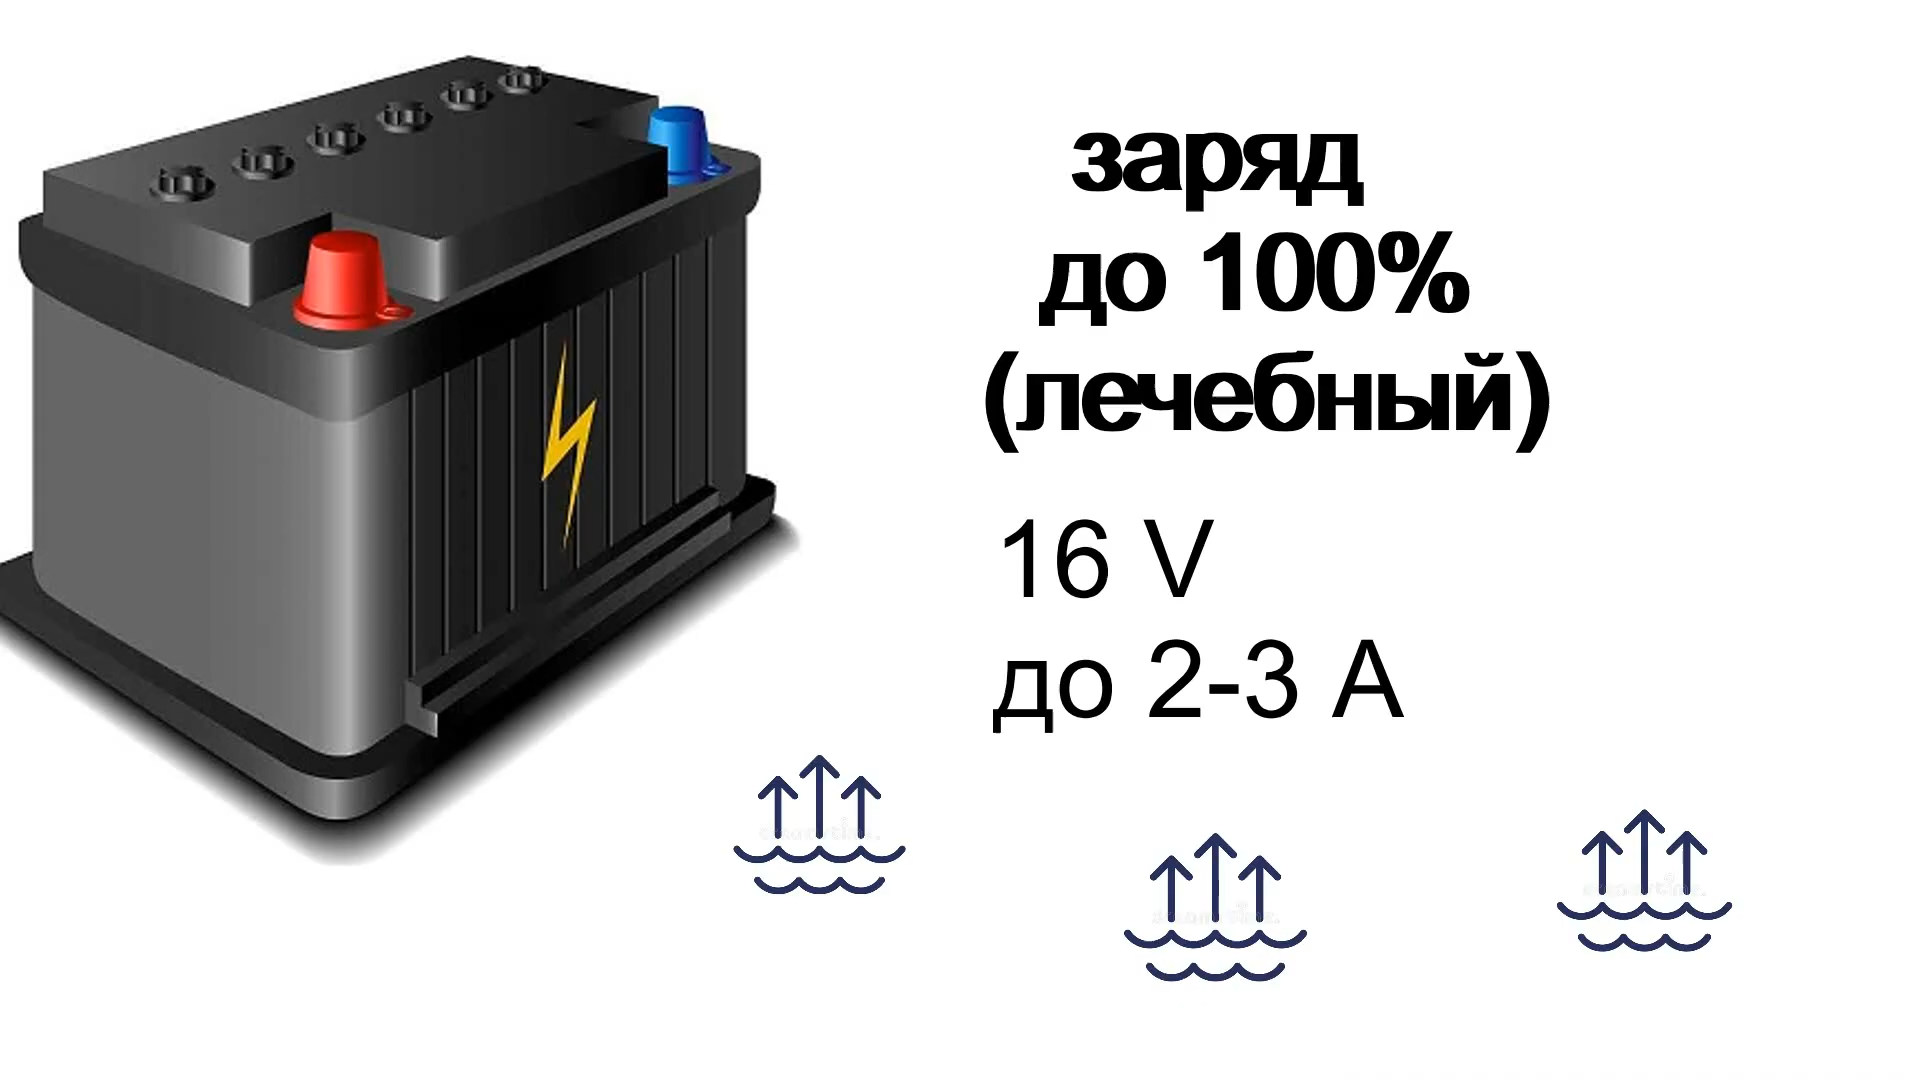 заряд
до 100%
(лечебный)
16 V
до 2-3 А